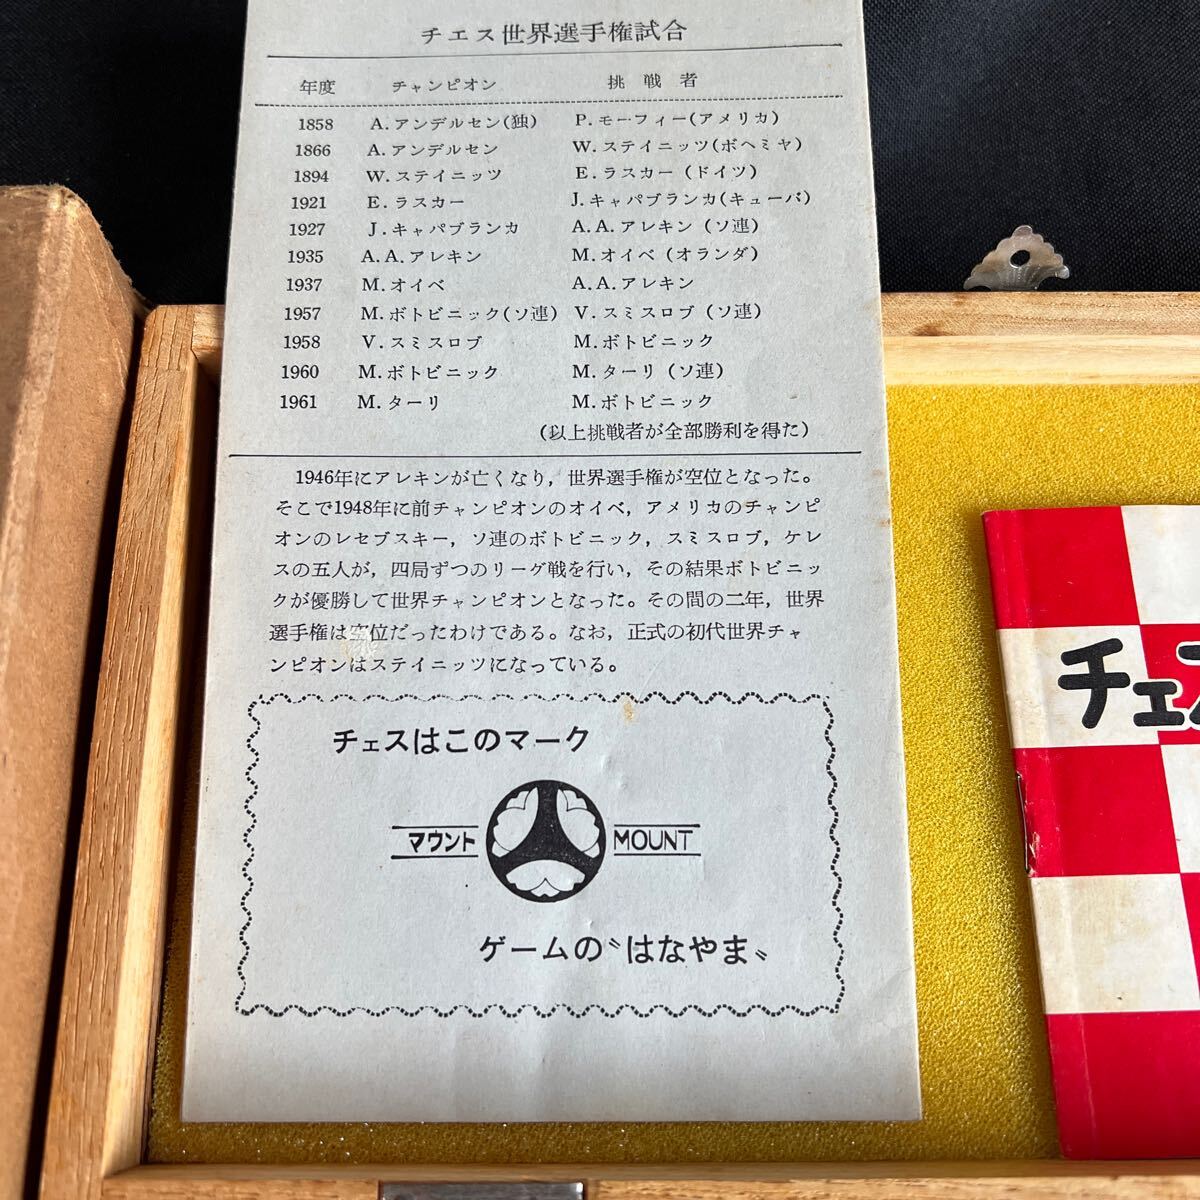 チェス世界選手権試合
年度 チャンピオン 挑戦者
1858 A.アンデルセン(独) P.モーフィー(アメリカ)
1866 A.アンデルセン W.ステイニッツ(ボヘミヤ)
1894 W.ステイニッツ E.ラスカー(ドイツ)
1921 E.ラスカー J.キャパブランカ(キューバ)
1927 J.キャパブランカ A.A.アレキン(ソ連)
1935 A.A.アレキン M.オイベ(オランダ)
1937 M.オイベ A.A.アレキン
1957 M.ボトビニック(ソ連) V.スミスロブ(ソ連)
1958 V.スミスロブ M.ボトビニック
1960 M.ボトビニック M.ターリ(ソ連)
1961 M.ターリ M.ボトビニック
(以上挑戦者が全部勝利を得た)
1946年にアレキンが亡くなり,世界選手権が空位となった。
そこで1948年に前チャンピオンのオイベ,アメリカのチャンピ
オンのレセブスキー,ソ連のボトビニック,スミスロブ,ケレ
スの五人が,四局ずつのリーグ戦を行い,その結果ボトビニッ
クが優勝して世界チャンピオンとなった。その間の二年,世界
選手権は空位だったわけである。なお,正式の初代世界チャ
ンピオンはステイニッツになっている。
チェスはこのマーク
マウント MOUNT
ゲームの〝はなやま〟
チェ